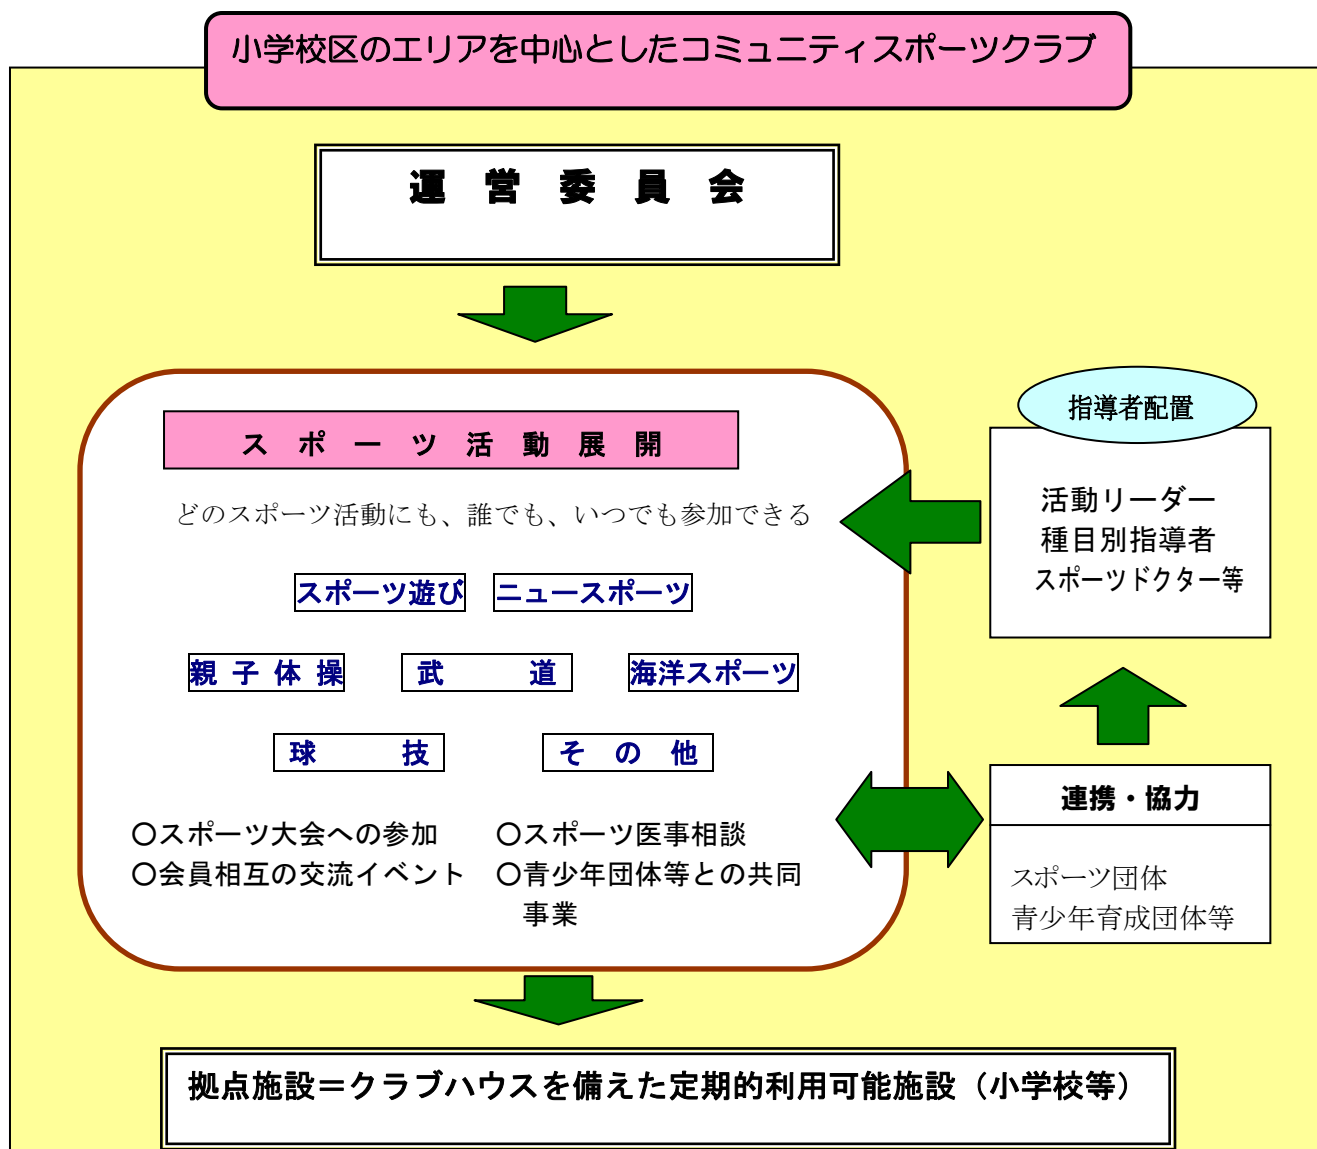 小学校区のエリアを中心としたコミュニティスポーツクラブ
運 営 委 員 会
ス ポ ー ツ 活 動 展 開
どのスポーツ活動にも、誰でも、いつでも参加できる
スポーツ遊び ニュースポーツ
親 子 体 操 武 道 海洋スポーツ
球 技 そ の 他
〇スポーツ大会への参加
〇会員相互の交流イベント
〇スポーツ医事相談
〇青少年団体等との共同
事業
指導者配置
活動リーダー
種目別指導者
スポーツドクター等
連携・協力
スポーツ団体
青少年育成団体等
拠点施設＝クラブハウスを備えた定期的利用可能施設（小学校等）